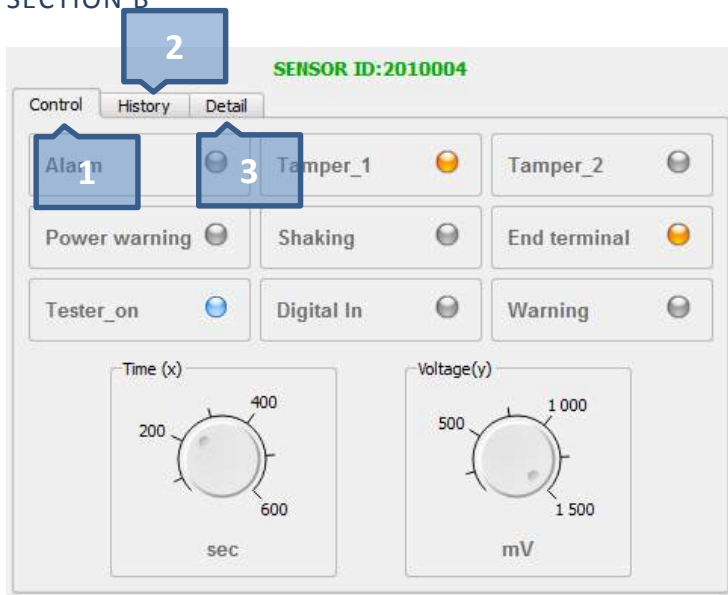 SECTION B
2
SENSOR ID:2010004
Control History Detail
Alarm Tamper_1 Tamper_2
1 3
Power warning Shaking End terminal
Tester_on Digital In Warning
Time (x) Voltage(y)
400 1 000
200 500
600 1 500
sec mV